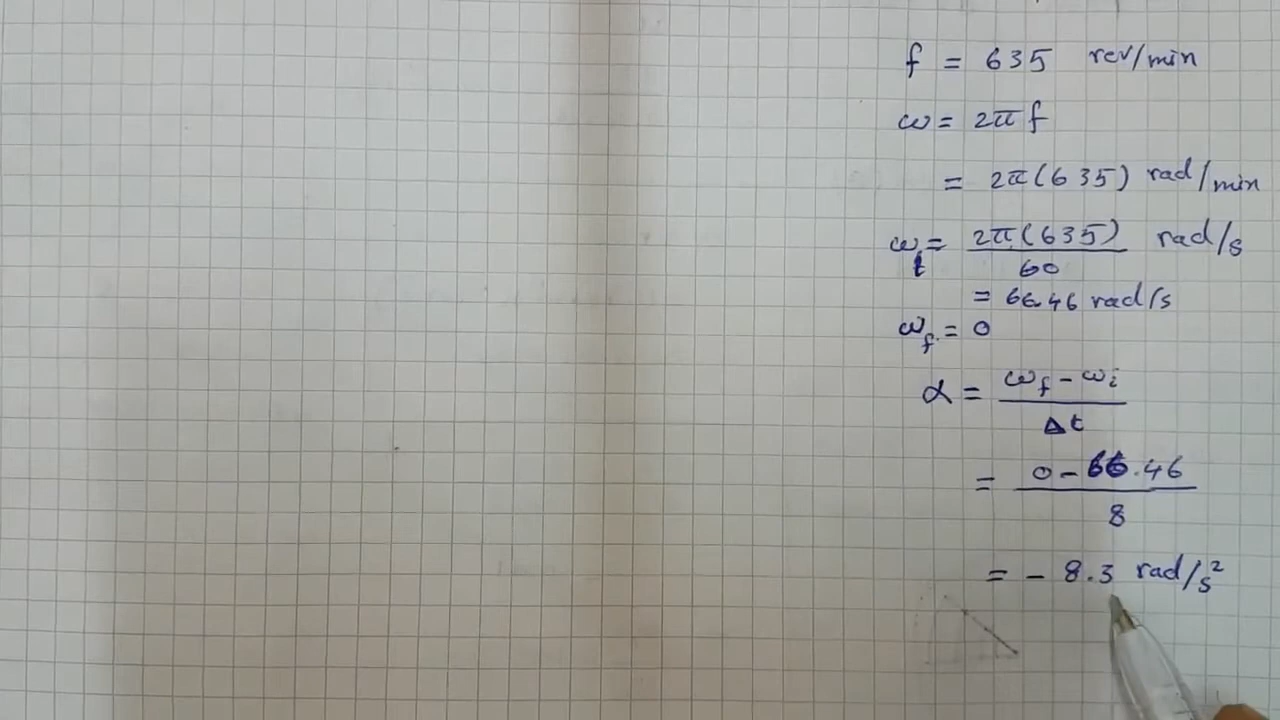 f = 635 rev/min
ω = 2π f
= 2π(635) rad/min
ωi = 2π(635)/60 rad/s
= 66.46 rad/s
ωf = 0
α = ωf - ωi / Δt
= 0 - 66.46 / 8
= - 8.3 rad/s²